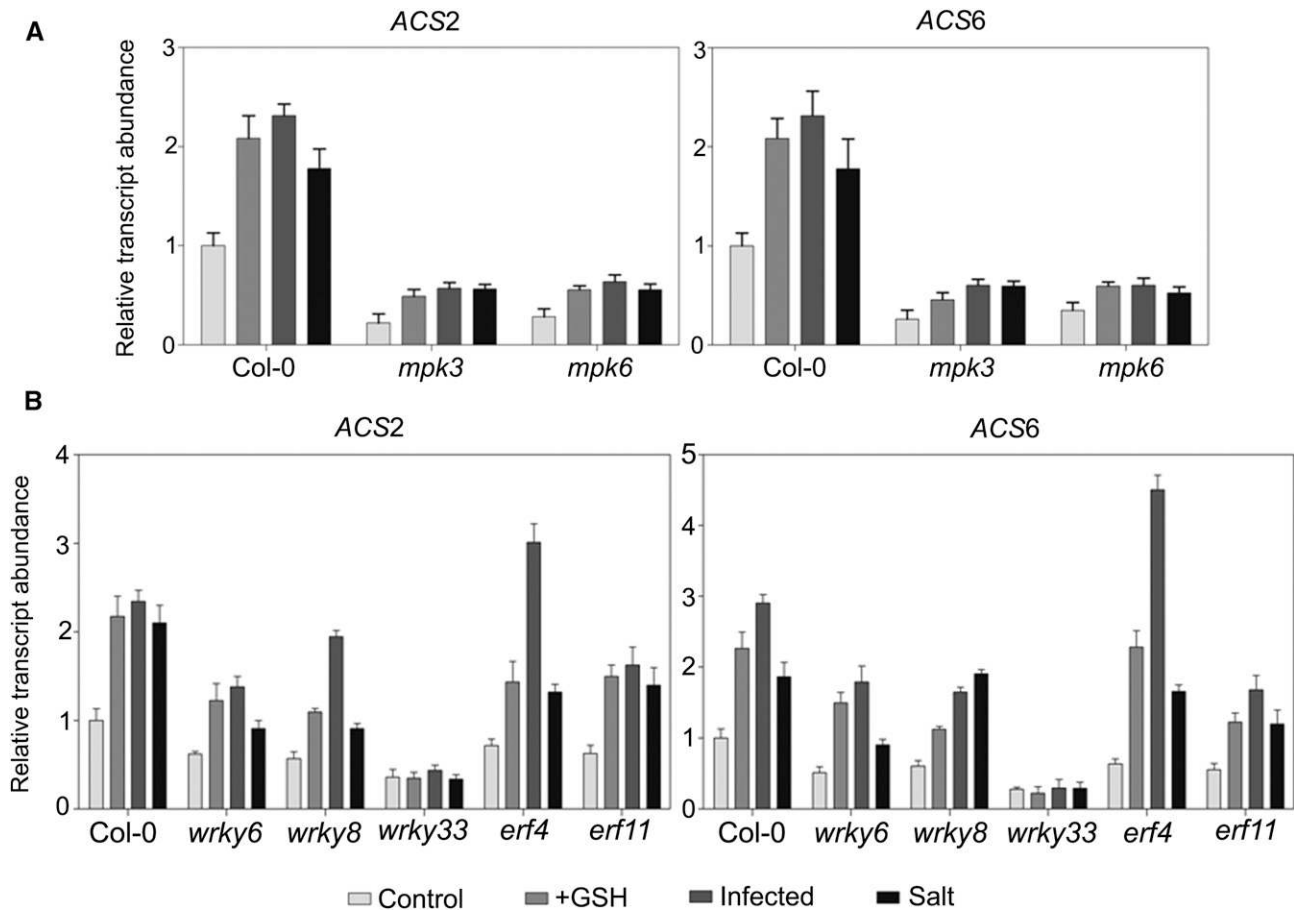 A
ACS2
ACS6
Relative transcript abundance
3
2
1
0
3
2
1
0
Col-0 mpk3 mpk6
Col-0 mpk3 mpk6
B
ACS2
ACS6
Relative transcript abundance
4
3
2
1
0
5
4
3
2
1
0
Col-0 wrky6 wrky8 wrky33 erf4 erf11
Col-0 wrky6 wrky8 wrky33 erf4 erf11
Control +GSH Infected Salt